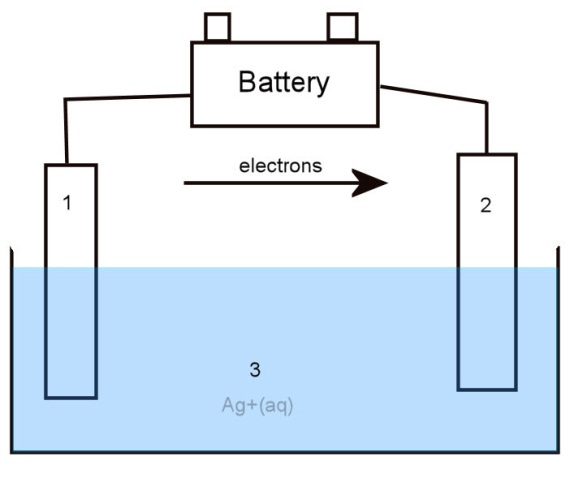 Battery
electrons
1
2
3
Ag+(aq)